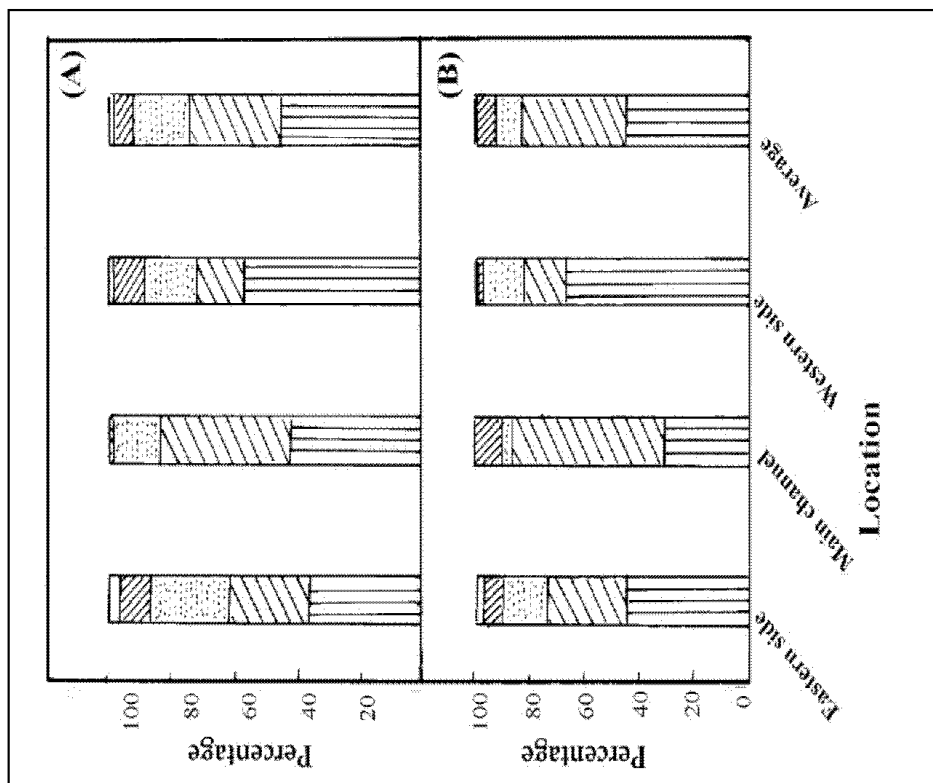 (A)
Percentage
100
80
60
40
20
(B)
Percentage
100
80
60
40
20
0
Eastern side
Main channel
Western side
Average
Location